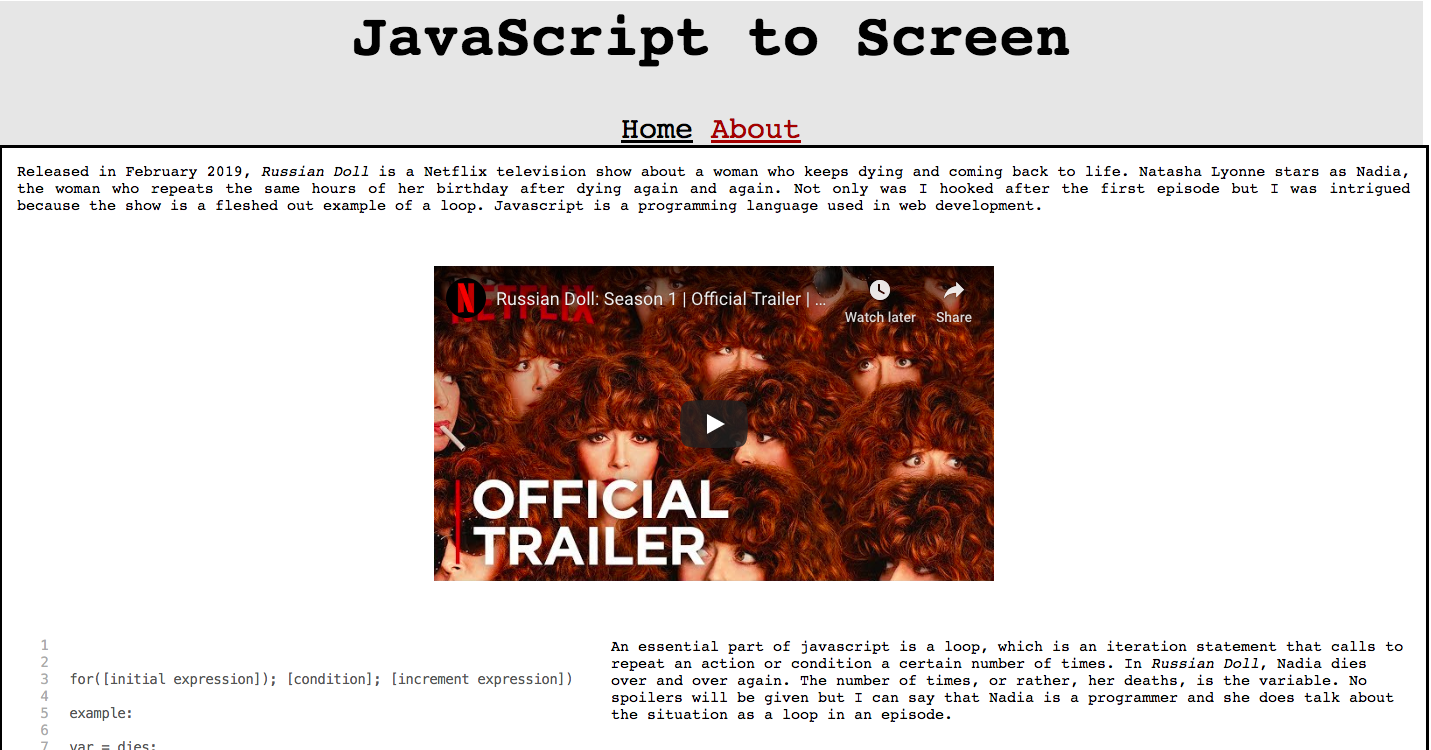 JavaScript to Screen
Home About
Released in February 2019, Russian Doll is a Netflix television show about a woman who keeps dying and coming back to life. Natasha Lyonne stars as Nadia,
the woman who repeats the same hours of her birthday after dying again and again. Not only was I hooked after the first episode but I was intrigued
because the show is a fleshed out example of a loop. Javascript is a programming language used in web development.
NETFLIX
N Russian Doll: Season 1 | Official Trailer | ...
Watch later Share
OFFICIAL
TRAILER
1
2
3 for([initial expression]); [condition]; [increment expression])
4
5 example:
6
7 var = dies;
An essential part of javascript is a loop, which is an iteration statement that calls to
repeat an action or condition a certain number of times. In Russian Doll, Nadia dies
over and over again. The number of times, or rather, her deaths, is the variable. No
spoilers will be given but I can say that Nadia is a programmer and she does talk about
the situation as a loop in an episode.